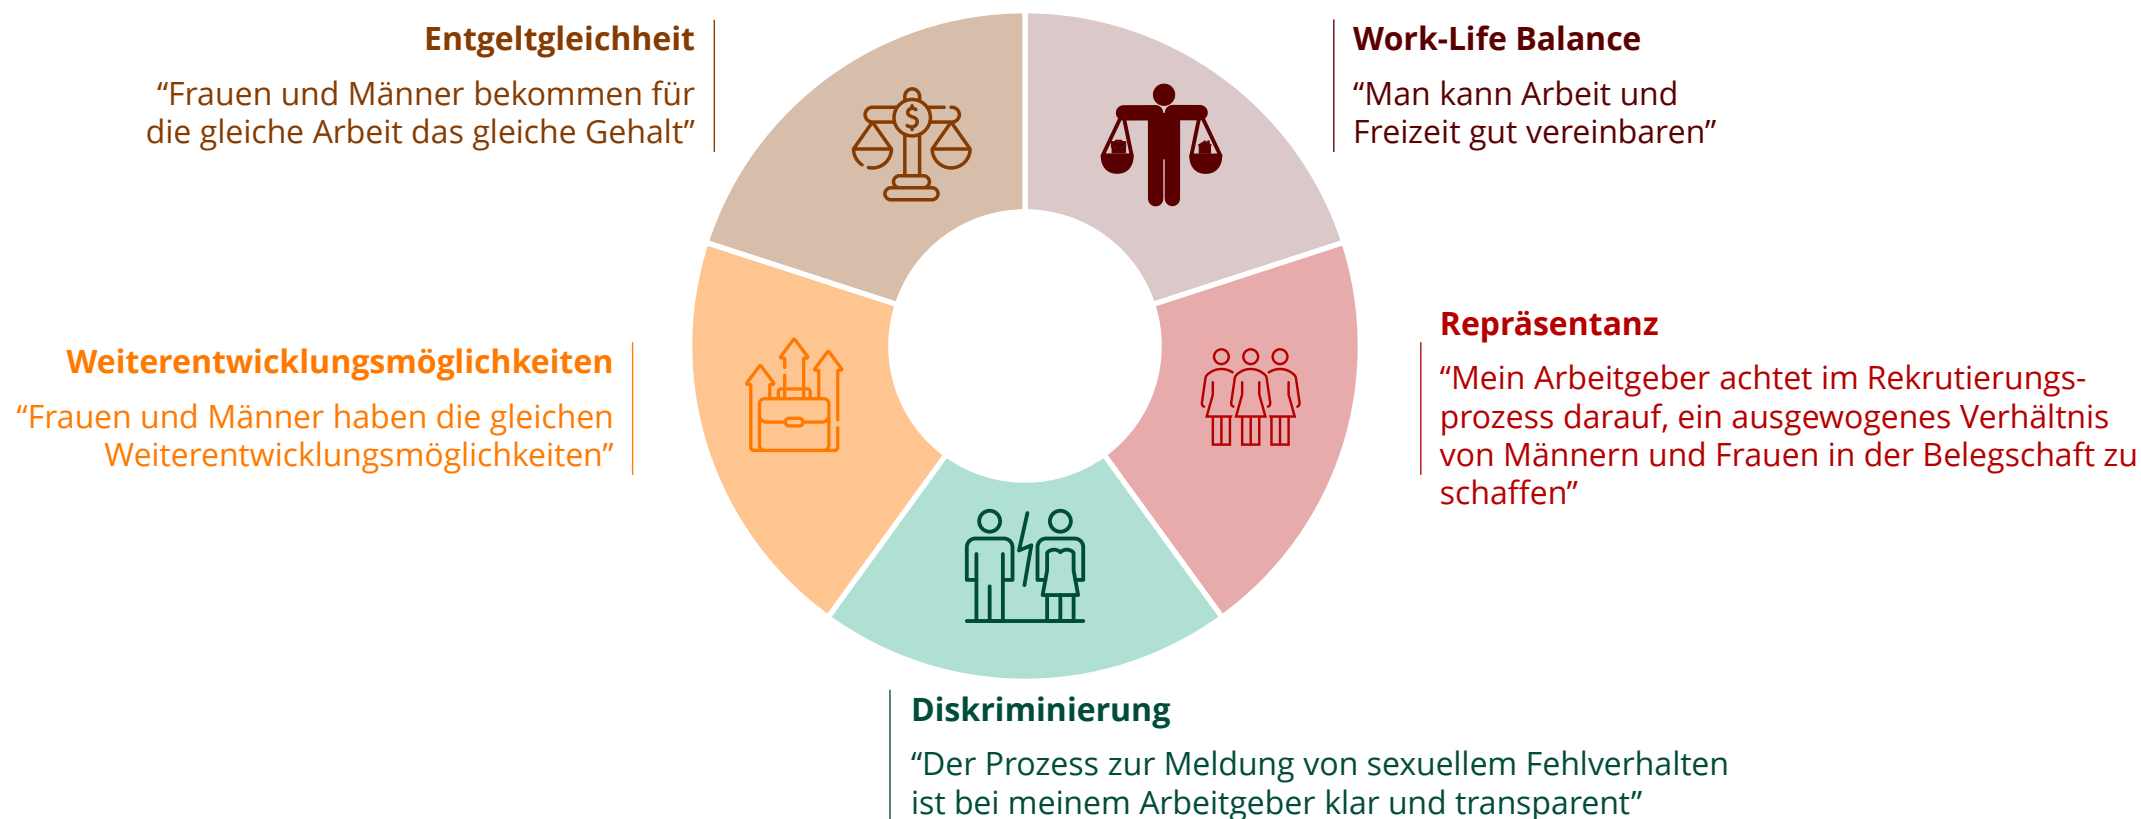 Entgeltgleichheit
“Frauen und Männer bekommen für
die gleiche Arbeit das gleiche Gehalt”
$
Work-Life Balance
“Man kann Arbeit und
Freizeit gut vereinbaren”
Weiterentwicklungsmöglichkeiten
“Frauen und Männer haben die gleichen
Weiterentwicklungsmöglichkeiten”
Repräsentanz
“Mein Arbeitgeber achtet im Rekrutierungs-
prozess darauf, ein ausgewogenes Verhältnis
von Männern und Frauen in der Belegschaft zu
schaffen”
Diskriminierung
“Der Prozess zur Meldung von sexuellem Fehlverhalten
ist bei meinem Arbeitgeber klar und transparent”